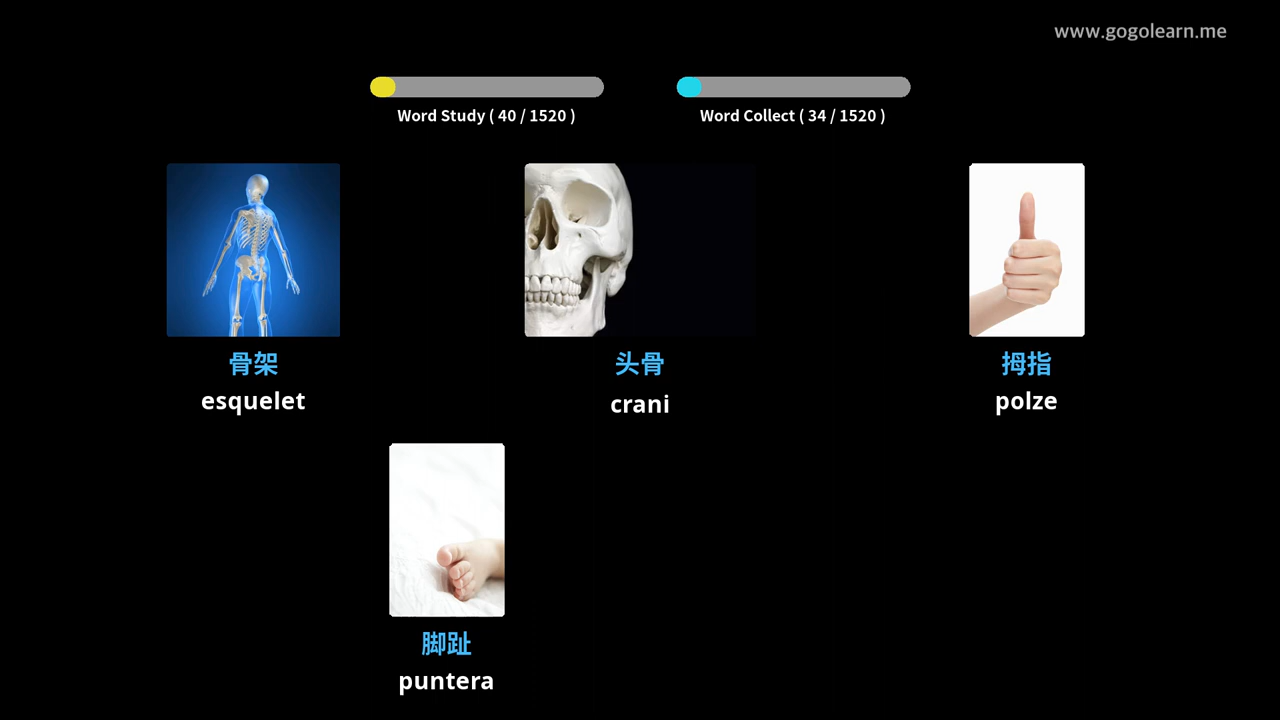 www.gogolearn.me
Word Study ( 40 / 1520 )
Word Collect ( 34 / 1520 )
骨架
esquelet
头骨
crani
拇指
polze
脚趾
puntera